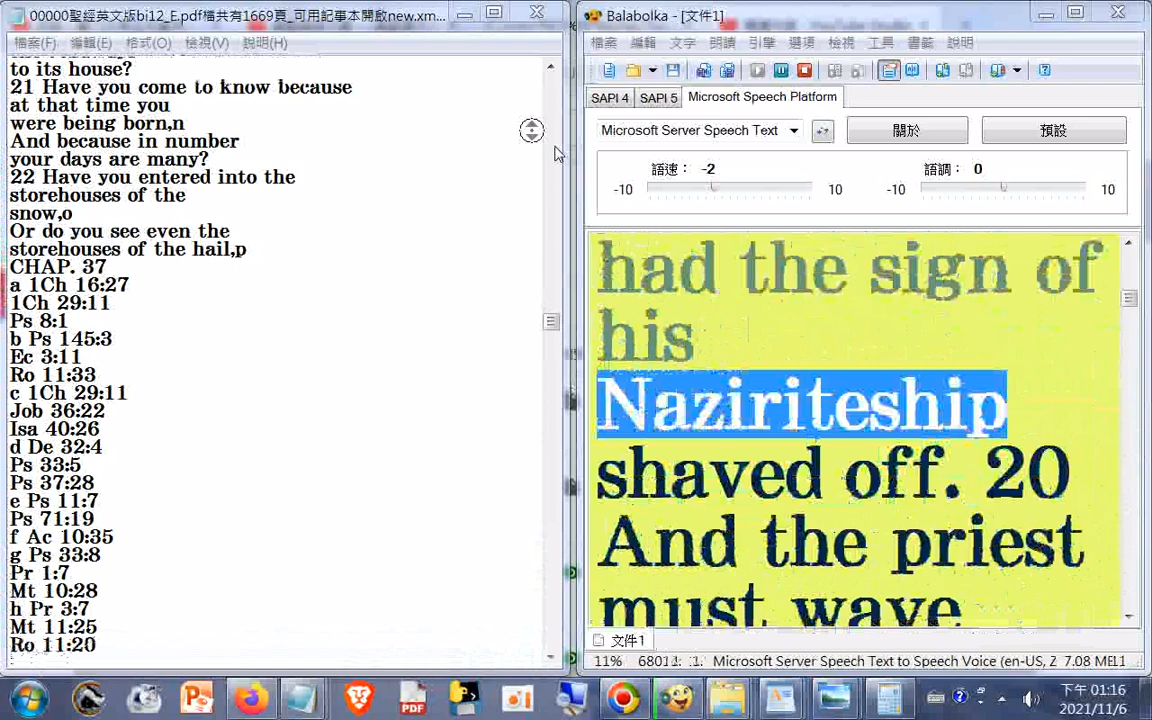 00000聖經英文版bi12_E.pdf檔共有1669頁_可用記事本開啟new.xm...
檔案(F) 編輯(E) 格式(O) 檢視(V) 說明(H)
to its house?
21 Have you come to know because
at that time you
were being born,n
And because in number
your days are many?
22 Have you entered into the
storehouses of the
snow,o
Or do you see even the
storehouses of the hail,p
CHAP. 37
a 1Ch 16:27
1Ch 29:11
Ps 8:1
b Ps 145:3
Ec 3:11
Ro 11:33
c 1Ch 29:11
Job 36:22
Isa 40:26
d De 32:4
Ps 33:5
Ps 37:28
e Ps 11:7
Ps 71:19
f Ac 10:35
g Ps 33:8
Pr 1:7
Mt 10:28
h Pr 3:7
Mt 11:25
Ro 11:20
Balabolka - [文件1]
檔案 編輯 文字 朗讀 引擎 選項 檢視 工具 書籤 說明
SAPI 4 SAPI 5 Microsoft Speech Platform
Microsoft Server Speech Text 關於 預設
語速: -2 語調: 0
-10 10 -10 10
had the sign of
his
Naziriteship
shaved off. 20
And the priest
must wave
文件1
11% Microsoft Server Speech Text to Speech Voice (en-US, Z 7.08 ME
下午 01:16
2021/11/6